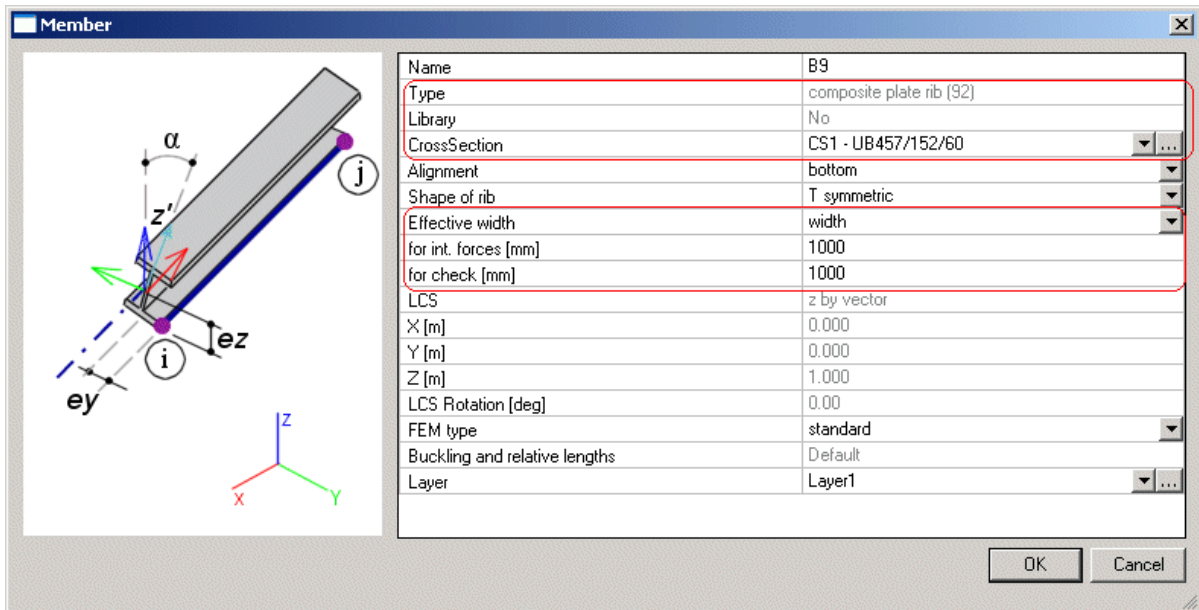 Member
α
z'
j
i
ez
ey
Z
X
Y
Name B9
Type composite plate rib (92)
Library No
CrossSection CS1 - UB457/152/60 ...
Alignment bottom
Shape of rib T symmetric
Effective width width
for int. forces [mm] 1000
for check [mm] 1000
LCS z by vector
X [m] 0.000
Y [m] 0.000
Z [m] 1.000
LCS Rotation [deg] 0.00
FEM type standard
Buckling and relative lengths Default
Layer Layer1 ...
OK Cancel